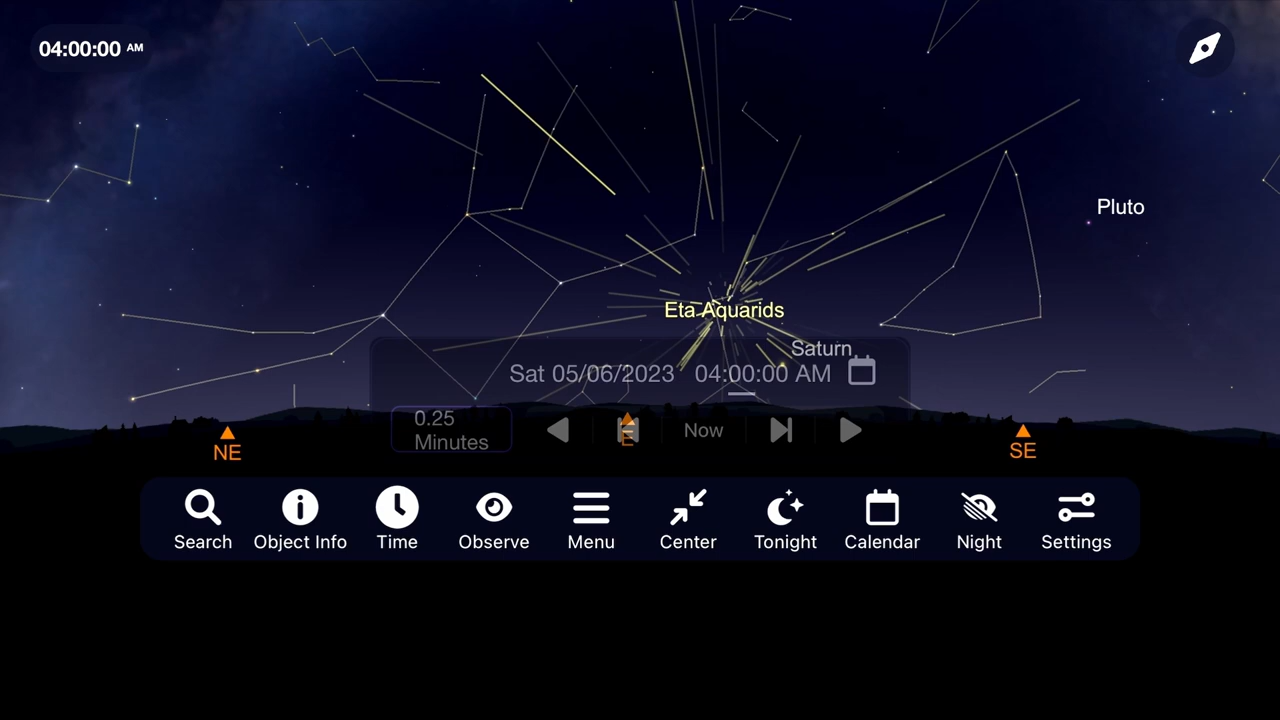 04:00:00 AM
Pluto
Eta Aquarids
Saturn
Sat 05/06/2023 04:00:00 AM
0.25
Minutes
Now
NE
E
SE
Search
Object Info
Time
Observe
Menu
Center
Tonight
Calendar
Night
Settings